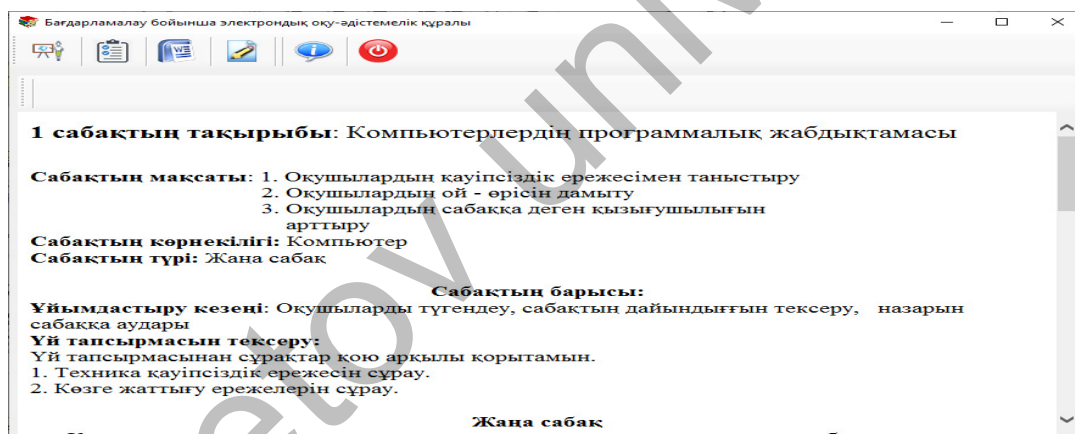 Бағдарламалау бойынша электрондық оқу-әдістемелік құралы
1 сабақтың тақырыбы: Компьютерлердің программалық жабдықтамасы
Сабақтың мақсаты: 1. Оқушылардың қауіпсіздік ережесімен таныстыру
2. Оқушылардың ой - өрісін дамыту
3. Оқушылардың сабаққа деген қызығушылығын
арттыру
Сабақтың көрнекілігі: Компьютер
Сабақтың түрі: Жаңа сабақ
Сабақтың барысы:
Ұйымдастыру кезеңі: Оқушыларды түгендеу, сабақтың дайындығғын тексеру, назарын
сабаққа аудары
Үй тапсырмасын тексеру:
Үй тапсырмасынан сұрақтар қою арқылы қорытамын.
1. Техника қауіпсіздік ережесін сұрау.
2. Көзге жаттығу ережелерін сұрау.
Жаңа сабақ